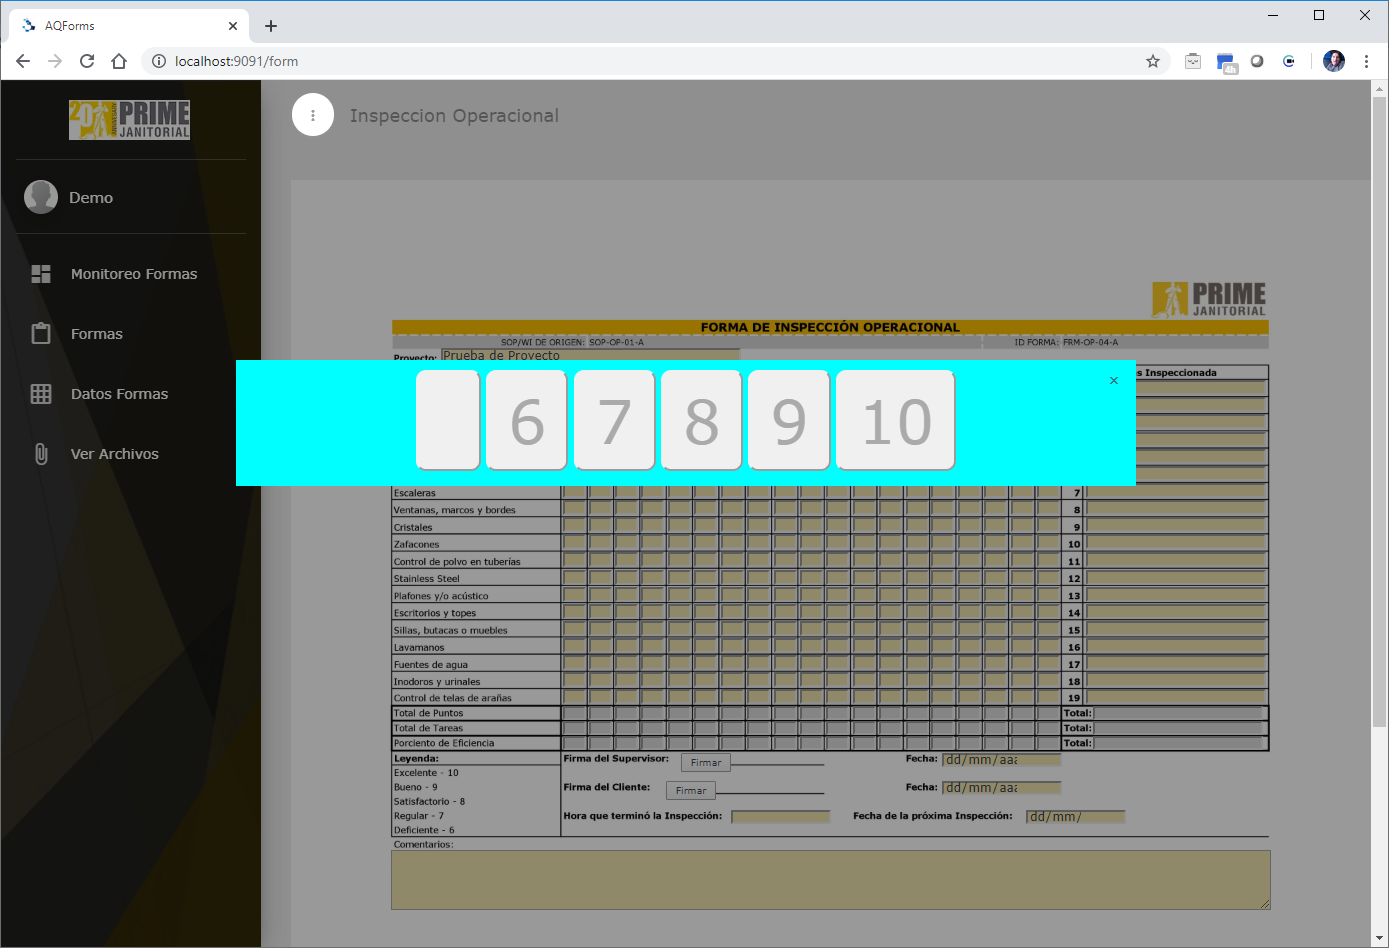 AQForms
localhost:9091/form
4h
20 ANIVERSARIO PRIME
JANITORIAL
Demo
Monitoreo Formas
Formas
Datos Formas
Ver Archivos
Inspeccion Operacional
PRIME
JANITORIAL
FORMA DE INSPECCIÓN OPERACIONAL
SOP/WI DE ORIGEN: SOP-OP-01-A ID FORMA: FRM-OP-04-A
Proyecto: Prueba de Proyecto
s Inspeccionada
6 7 8 9 10
×
Escaleras 7
Ventanas, marcos y bordes 8
Cristales 9
Zafacones 10
Control de polvo en tuberías 11
Stainless Steel 12
Plafones y/o acústico 13
Escritorios y topes 14
Sillas, butacas o muebles 15
Lavamanos 16
Fuentes de agua 17
Inodoros y urinales 18
Control de telas de arañas 19
Total de Puntos Total:
Total de Tareas Total:
Porciento de Eficiencia Total:
Leyenda:
Excelente - 10
Bueno - 9
Satisfactorio - 8
Regular - 7
Deficiente - 6
Firma del Supervisor: Firmar Fecha: dd/mm/aaa
Firma del Cliente: Firmar Fecha: dd/mm/aaa
Hora que terminó la Inspección: Fecha de la próxima Inspección: dd/mm/
Comentarios: